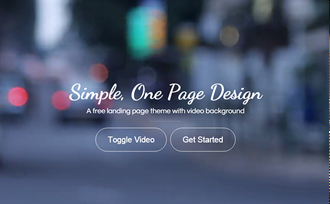 Simple, One Page Design
A free landing page theme with video background
Toggle Video
Get Started